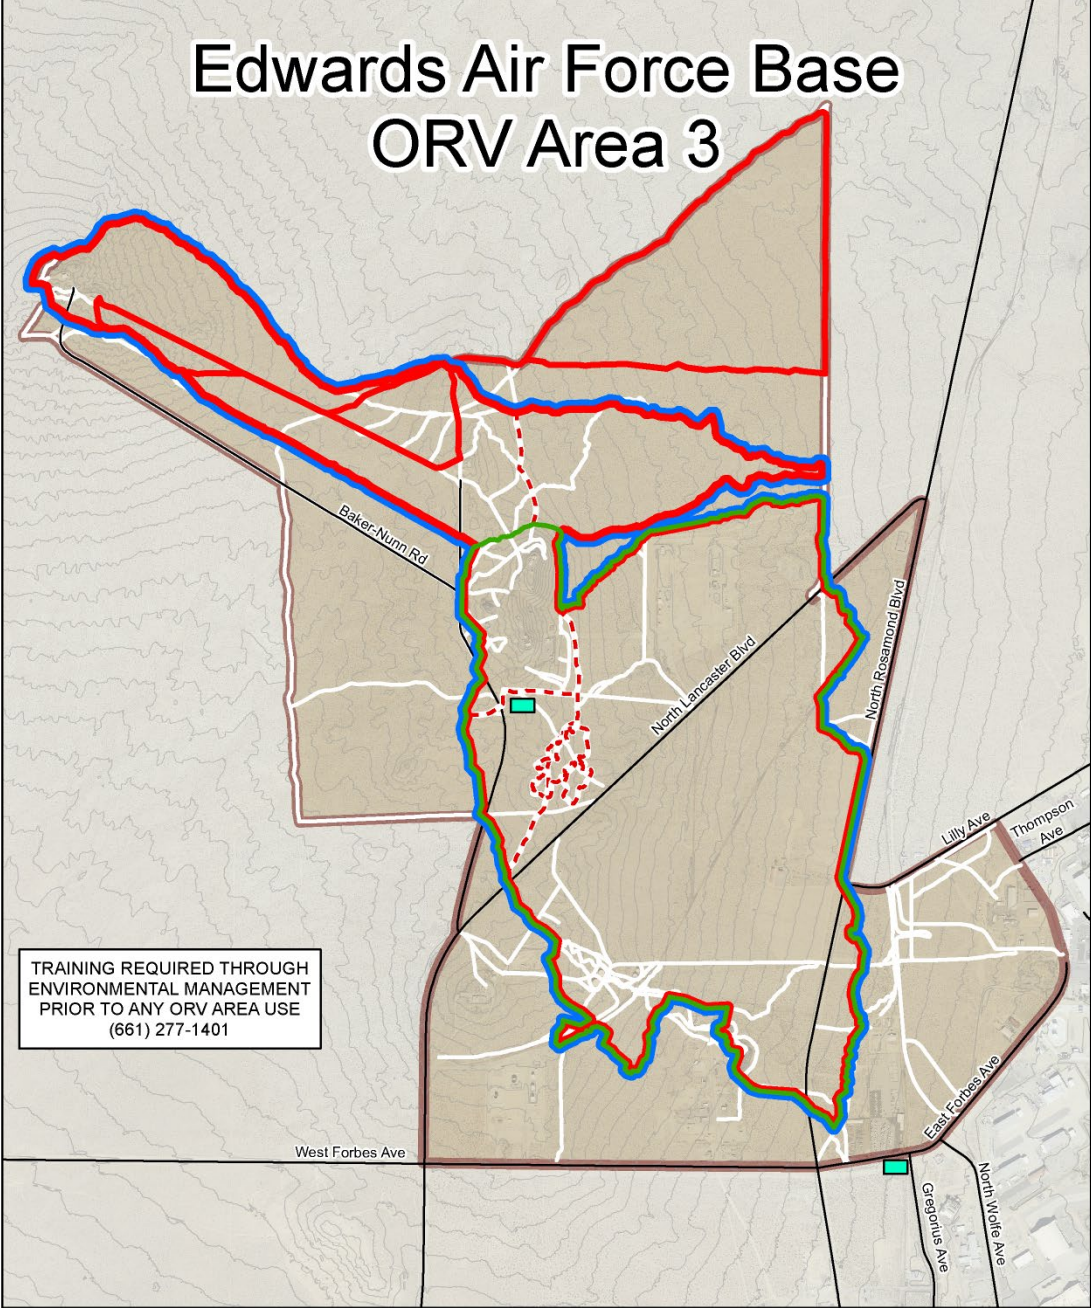 Edwards Air Force Base
ORV Area 3
Baker-Nunn Rd
North Rosamond Blvd
North Lancaster Blvd
Lilly Ave
Thompson
Ave
TRAINING REQUIRED THROUGH
ENVIRONMENTAL MANAGEMENT
PRIOR TO ANY ORV AREA USE
(661) 277-1401
East Forbes Ave
West Forbes Ave
Gregorius Ave
North Wolfe Ave